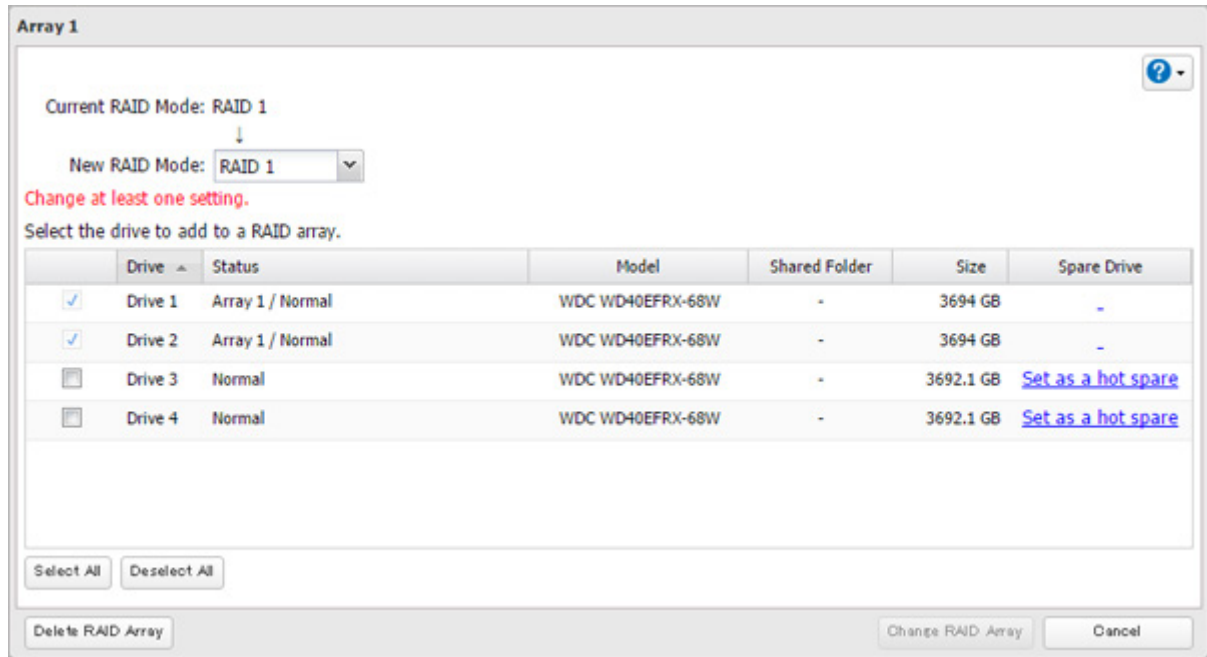 Array 1
Current RAID Mode: RAID 1
↓
New RAID Mode: RAID 1
Change at least one setting.
Select the drive to add to a RAID array.
Drive Status Model Shared Folder Size Spare Drive
Drive 1 Array 1 / Normal WDC WD40EFRX-68W - 3694 GB -
Drive 2 Array 1 / Normal WDC WD40EFRX-68W - 3694 GB -
Drive 3 Normal WDC WD40EFRX-68W - 3692.1 GB Set as a hot spare
Drive 4 Normal WDC WD40EFRX-68W - 3692.1 GB Set as a hot spare
Select All Deselect All
Delete RAID Array Change RAID Array Cancel